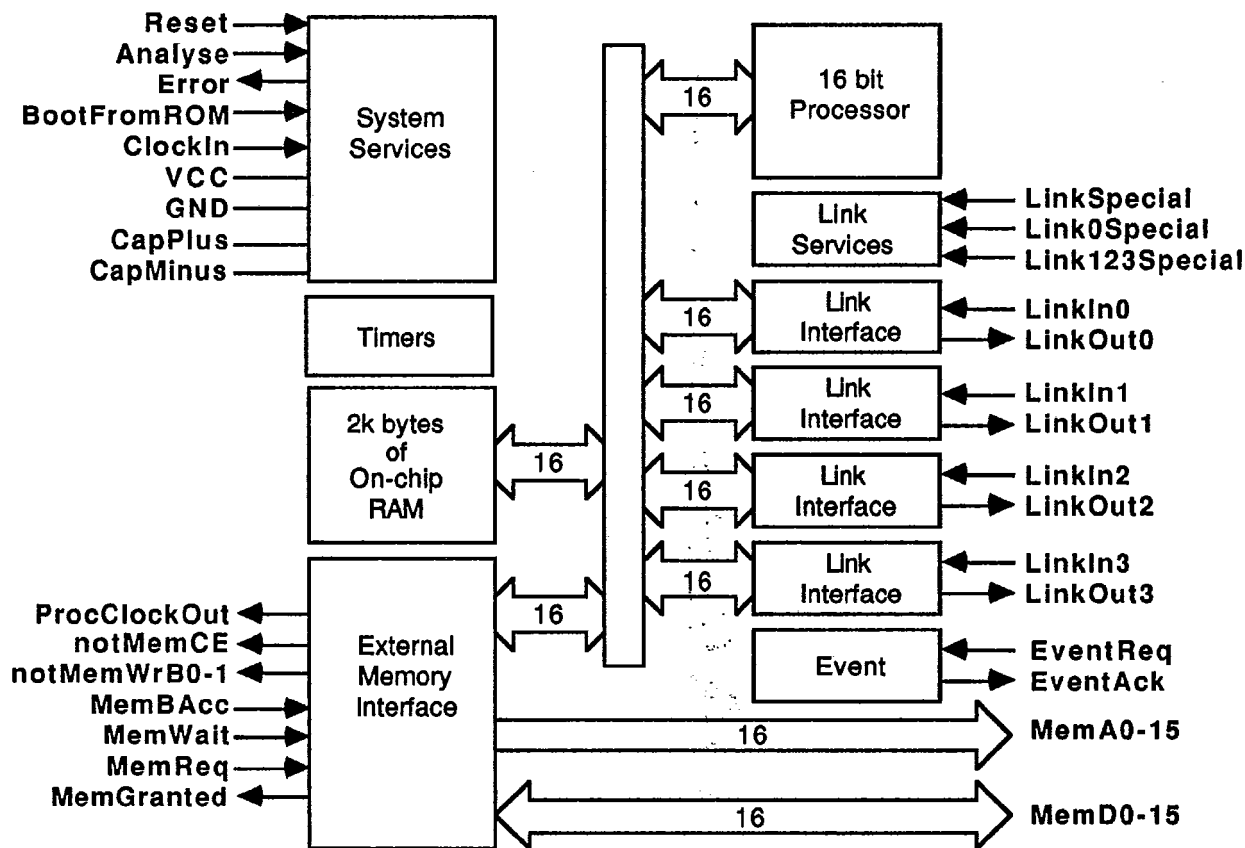 Reset
Analyse
Error
BootFromROM
ClockIn
VCC
GND
CapPlus
CapMinus
System
Services
Timers
2k bytes
of
On-chip
RAM
16
ProcClockOut
notMemCE
notMemWrB0-1
MemBAcc
MemWait
MemReq
MemGranted
External
Memory
Interface
16
16
16 bit
Processor
Link
Services
LinkSpecial
Link0Special
Link123Special
16
Link
Interface
LinkIn0
LinkOut0
16
Link
Interface
LinkIn1
LinkOut1
16
Link
Interface
LinkIn2
LinkOut2
16
Link
Interface
LinkIn3
LinkOut3
Event
EventReq
EventAck
16
MemA0-15
16
MemD0-15